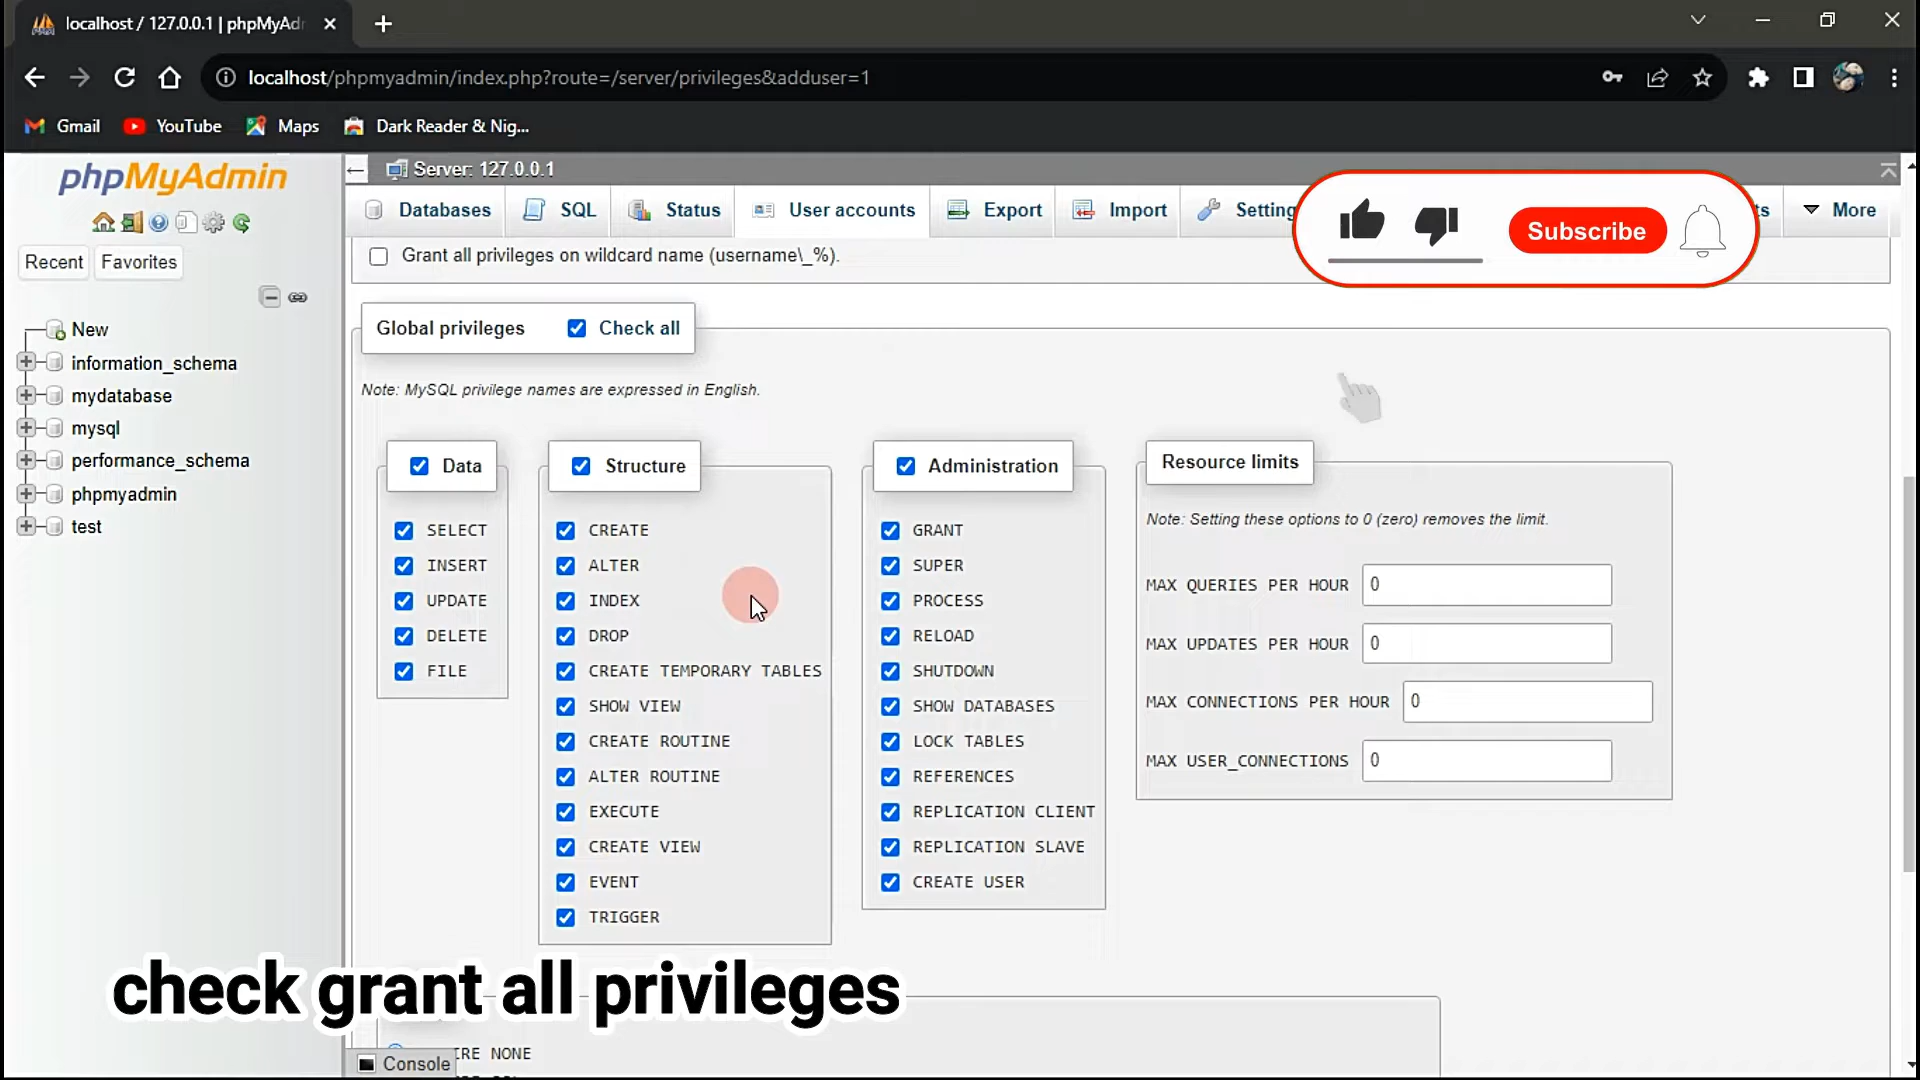 localhost / 127.0.0.1 | phpMyAd
localhost/phpmyadmin/index.php?route=/server/privileges&adduser=1
Gmail
YouTube
Maps
Dark Reader & Nig...
phpMyAdmin
Recent
Favorites
New
information_schema
mydatabase
mysql
performance_schema
phpmyadmin
test
Server: 127.0.0.1
Databases
SQL
Status
User accounts
Export
Import
Setting
ts
More
Subscribe
Grant all privileges on wildcard name (username\_%).
Global privileges
Check all
Note: MySQL privilege names are expressed in English.
Data
SELECT
INSERT
UPDATE
DELETE
FILE
Structure
CREATE
ALTER
INDEX
DROP
CREATE TEMPORARY TABLES
SHOW VIEW
CREATE ROUTINE
ALTER ROUTINE
EXECUTE
CREATE VIEW
EVENT
TRIGGER
Administration
GRANT
SUPER
PROCESS
RELOAD
SHUTDOWN
SHOW DATABASES
LOCK TABLES
REFERENCES
REPLICATION CLIENT
REPLICATION SLAVE
CREATE USER
Resource limits
Note: Setting these options to 0 (zero) removes the limit.
MAX QUERIES PER HOUR 0
MAX UPDATES PER HOUR 0
MAX CONNECTIONS PER HOUR 0
MAX USER_CONNECTIONS 0
check grant all privileges
IRE NONE
Console